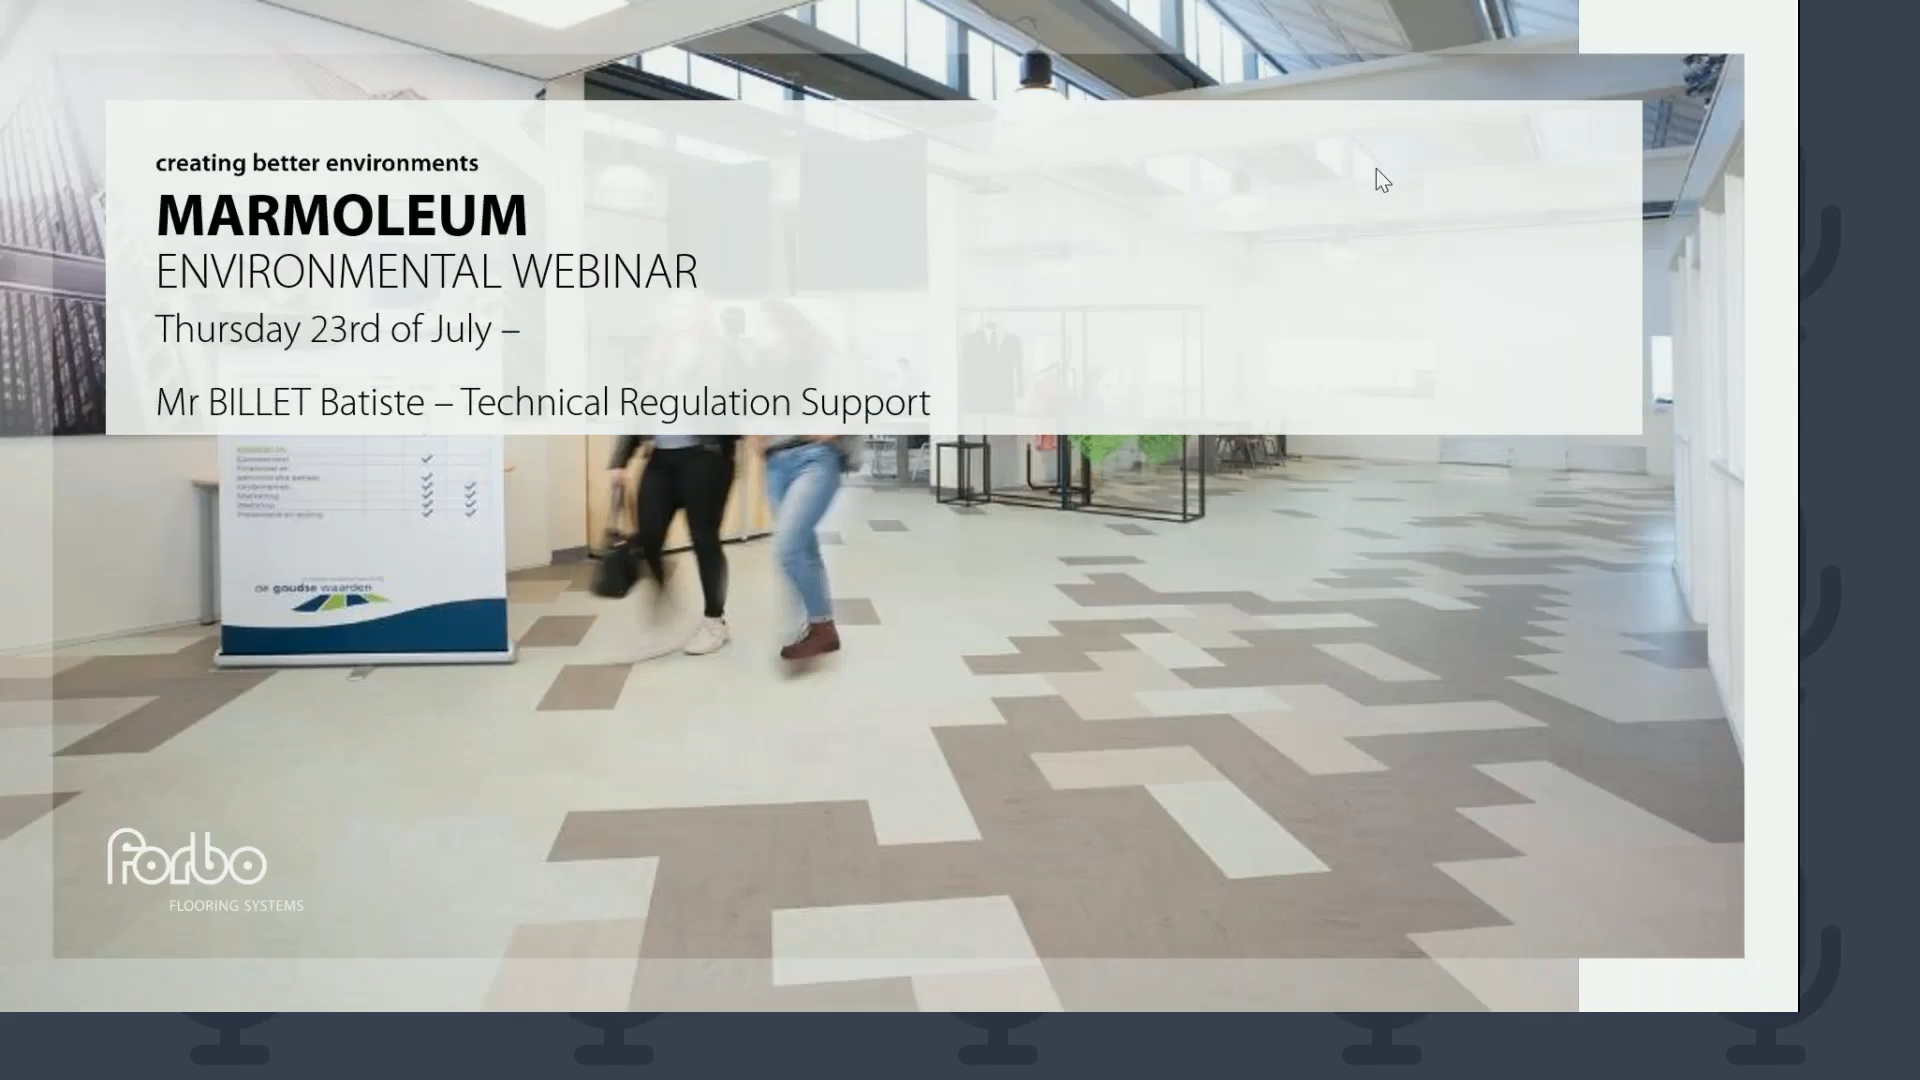 creating better environments
MARMOLEUM
ENVIRONMENTAL WEBINAR
Thursday 23rd of July –
Mr BILLET Batiste – Technical Regulation Support
de goudse waarden
forbo
FLOORING SYSTEMS